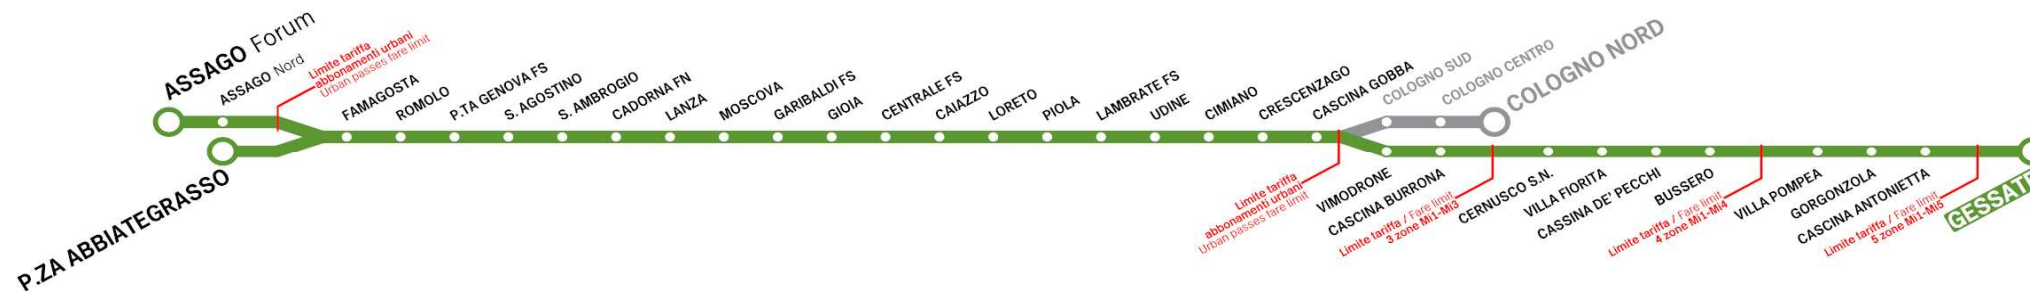 ASSAGO Forum
ASSAGO Nord
Limite tariffa
abbonamenti urbani
Urban passes fare limit
P.ZA ABBIATEGRASSO
FAMAGOSTA
ROMOLO
P.TA GENOVA FS
S. AGOSTINO
S. AMBROGIO
CADORNA FN
LANZA
MOSCOVA
GARIBALDI FS
GIOIA
CENTRALE FS
CAIAZZO
LORETO
PIOLA
LAMBRATE FS
UDINE
CIMIANO
CRESCENZAGO
CASCINA GOBBA
COLOGNO SUD
COLOGNO CENTRO
COLOGNO NORD
Limite tariffa
abbonamenti urbani
Urban passes fare limit
VIMODRONE
CASCINA BURRONA
Limite tariffa / Fare limit
3 zone Mi1-Mi3
CERNUSCO S.N.
VILLA FIORITA
CASSINA DE' PECCHI
BUSSERO
Limite tariffa / Fare limit
4 zone Mi1-Mi4
VILLA POMPEA
GORGONZOLA
CASCINA ANTONIETTA
Limite tariffa / Fare limit
5 zone Mi1-Mi5
GESSATE